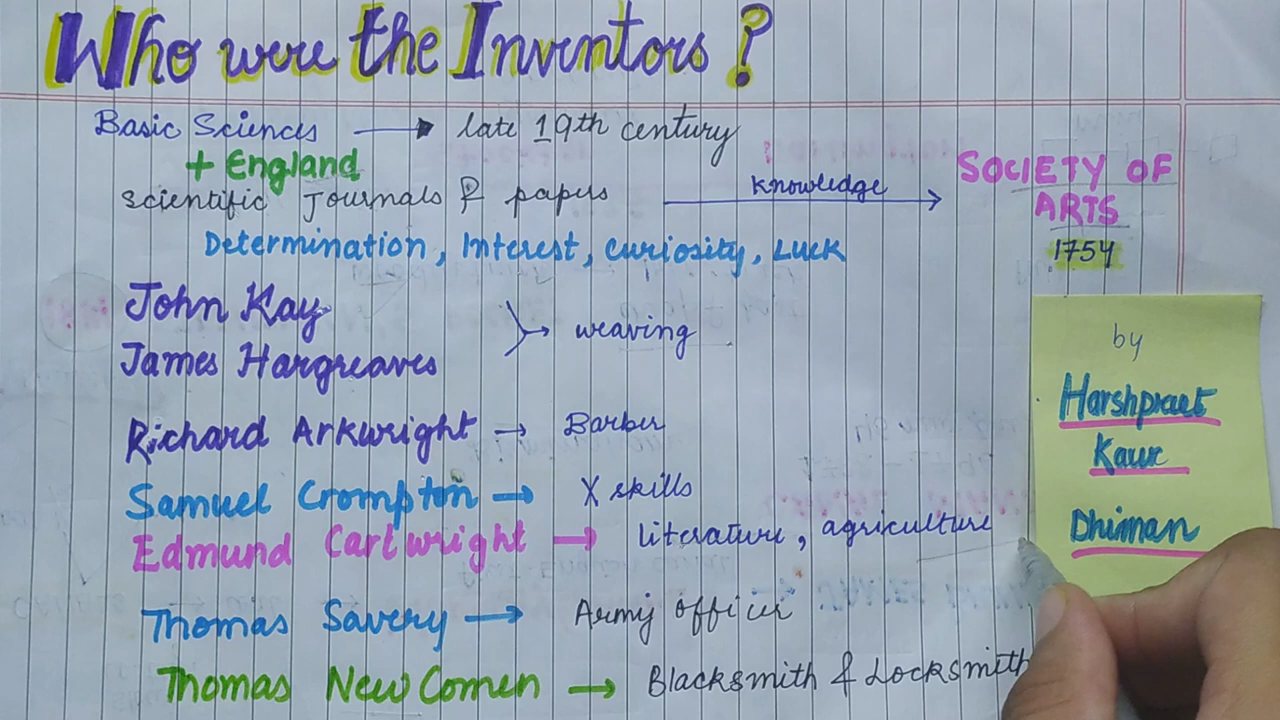 Who were the Inventors?
Basic Sciences → late 19th century
+ England
Scientific Journals & papers
knowledge →
SOCIETY OF
ARTS
1754
Determination, Interest, Curiosity, Luck
John Kay
James Hargreaves
→ weaving
Richard Arkwright → Barber
Samuel Crompton → X skills
Edmund Cartwright → literature, agriculture
Thomas Savery → Army officer
Thomas NewComen → Blacksmith & Locksmith
by
Harshpreet
Kaur
Dhiman